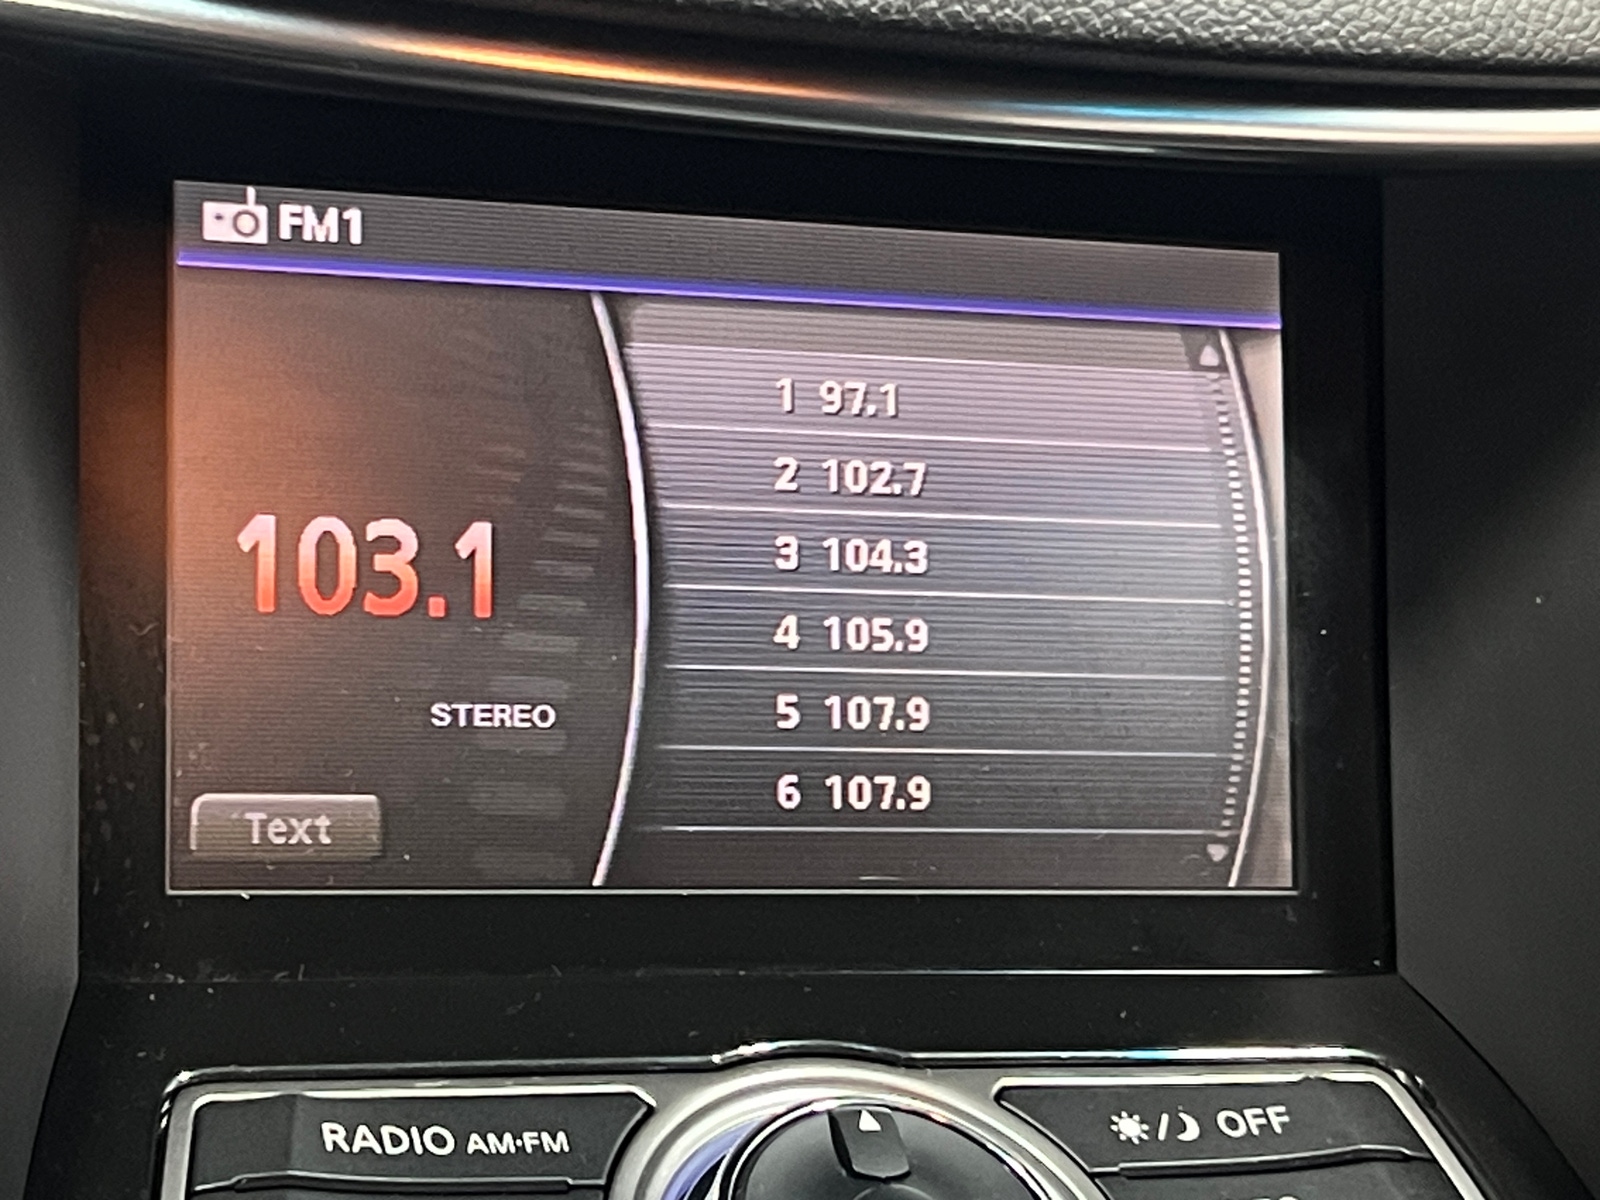 FM1
103.1
STEREO
Text
1 97.1
2 102.7
3 104.3
4 105.9
5 107.9
6 107.9
RADIO AM·FM
OFF